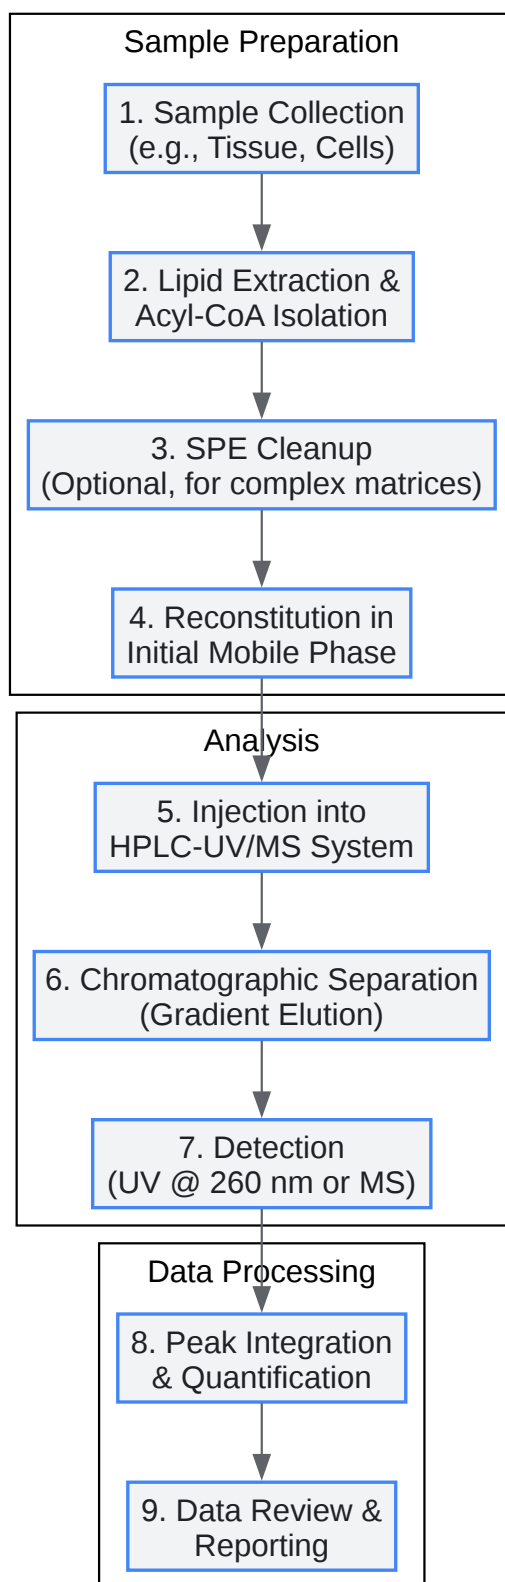 Sample Preparation
1. Sample Collection
(e.g., Tissue, Cells)
2. Lipid Extraction &
Acyl-CoA Isolation
3. SPE Cleanup
(Optional, for complex matrices)
4. Reconstitution in
Initial Mobile Phase
Analysis
5. Injection into
HPLC-UV/MS System
6. Chromatographic Separation
(Gradient Elution)
7. Detection
(UV @ 260 nm or MS)
Data Processing
8. Peak Integration
& Quantification
9. Data Review &
Reporting